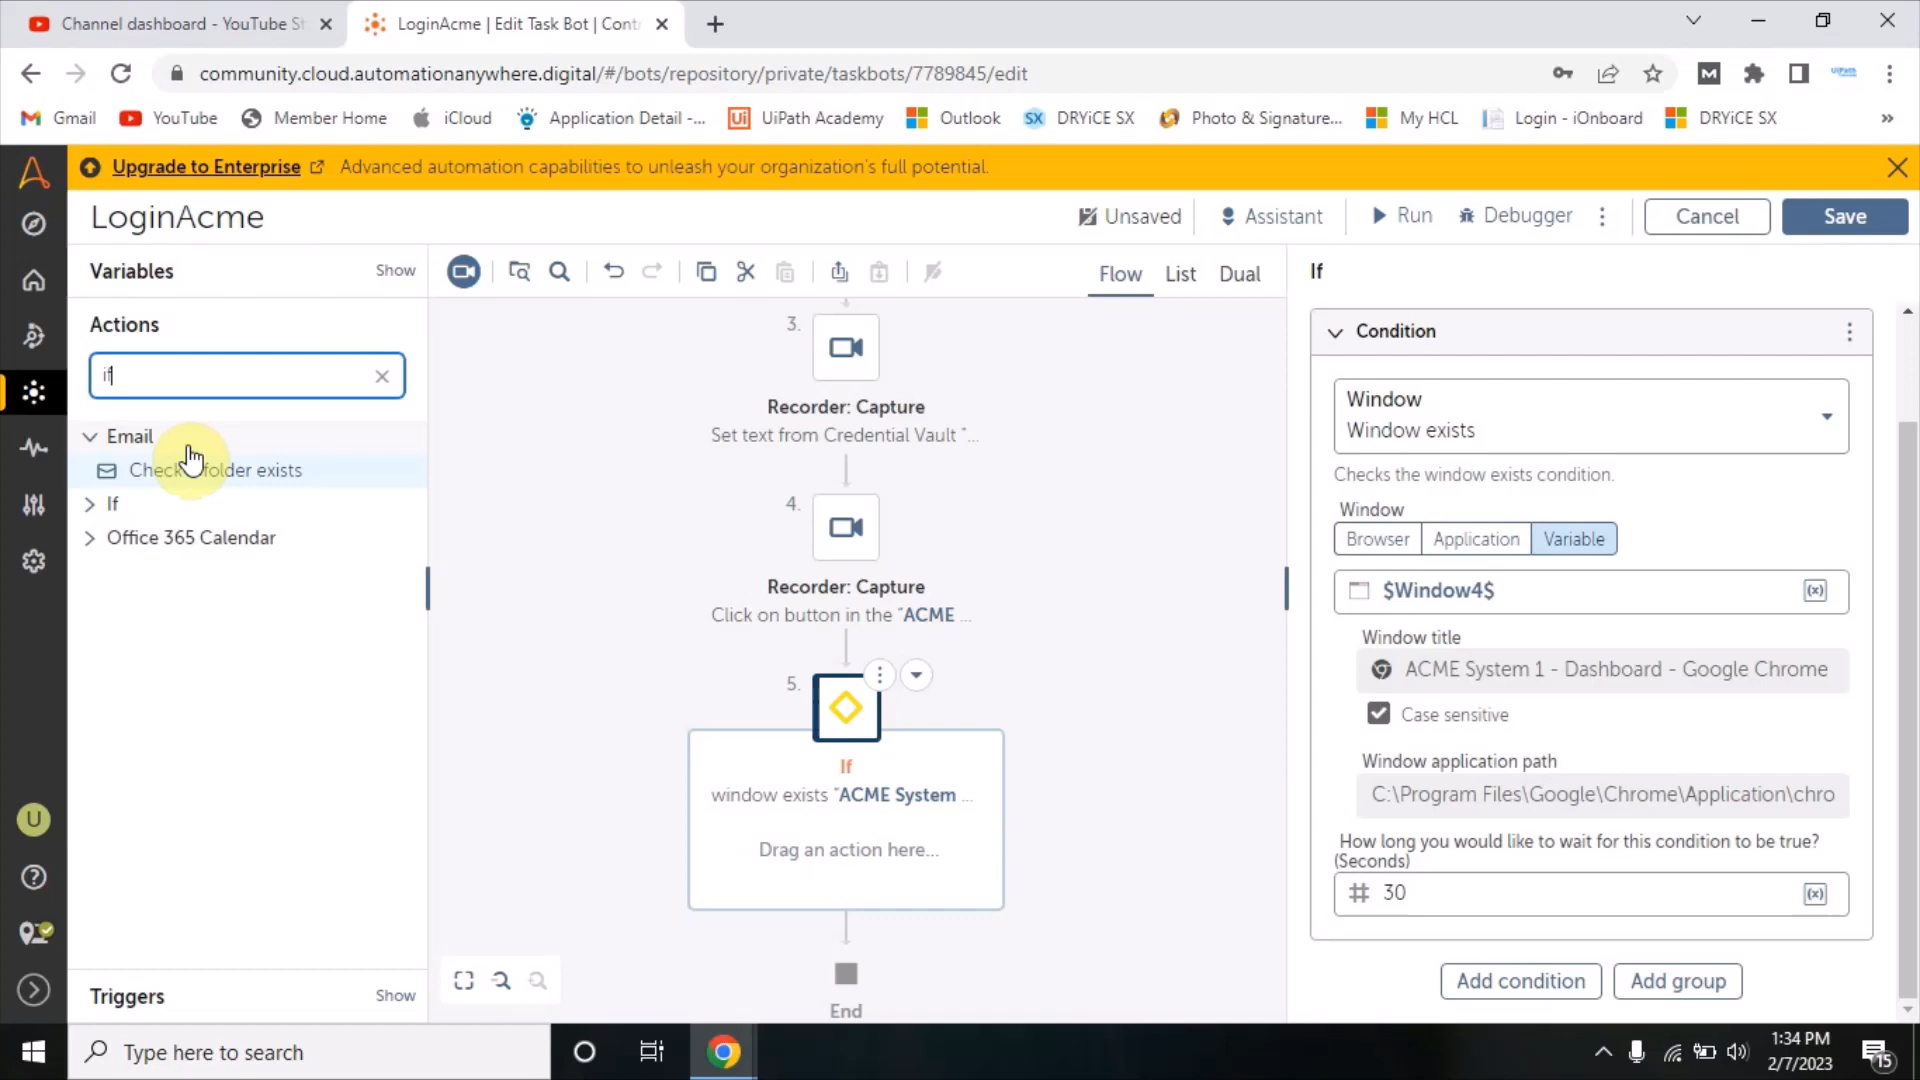 Channel dashboard - YouTube St
LoginAcme | Edit Task Bot | Cont
community.cloud.automationanywhere.digital/#/bots/repository/private/taskbots/7789845/edit
Gmail
YouTube
Member Home
iCloud
Application Detail -...
UiPath Academy
Outlook
DRYiCE SX
Photo & Signature...
My HCL
Login - iOnboard
DRYiCE SX
»
Upgrade to Enterprise
Advanced automation capabilities to unleash your organization's full potential.
LoginAcme
Unsaved
Assistant
Run
Debugger
Cancel
Save
Variables
Show
Flow
List
Dual
If
Actions
if
Email
Check folder exists
If
Office 365 Calendar
3.
Recorder: Capture
Set text from Credential Vault "...
4.
Recorder: Capture
Click on button in the "ACME ...
5.
If
window exists "ACME System ...
Drag an action here...
End
Condition
Window
Window exists
Checks the window exists condition.
Window
Browser
Application
Variable
$Window4$
(x)
Window title
ACME System 1 - Dashboard - Google Chrome
Case sensitive
Window application path
C:\Program Files\Google\Chrome\Application\chro
How long you would like to wait for this condition to be true?
(Seconds)
30
(x)
Add condition
Add group
U
Triggers
Show
Type here to search
1:34 PM
2/7/2023
15